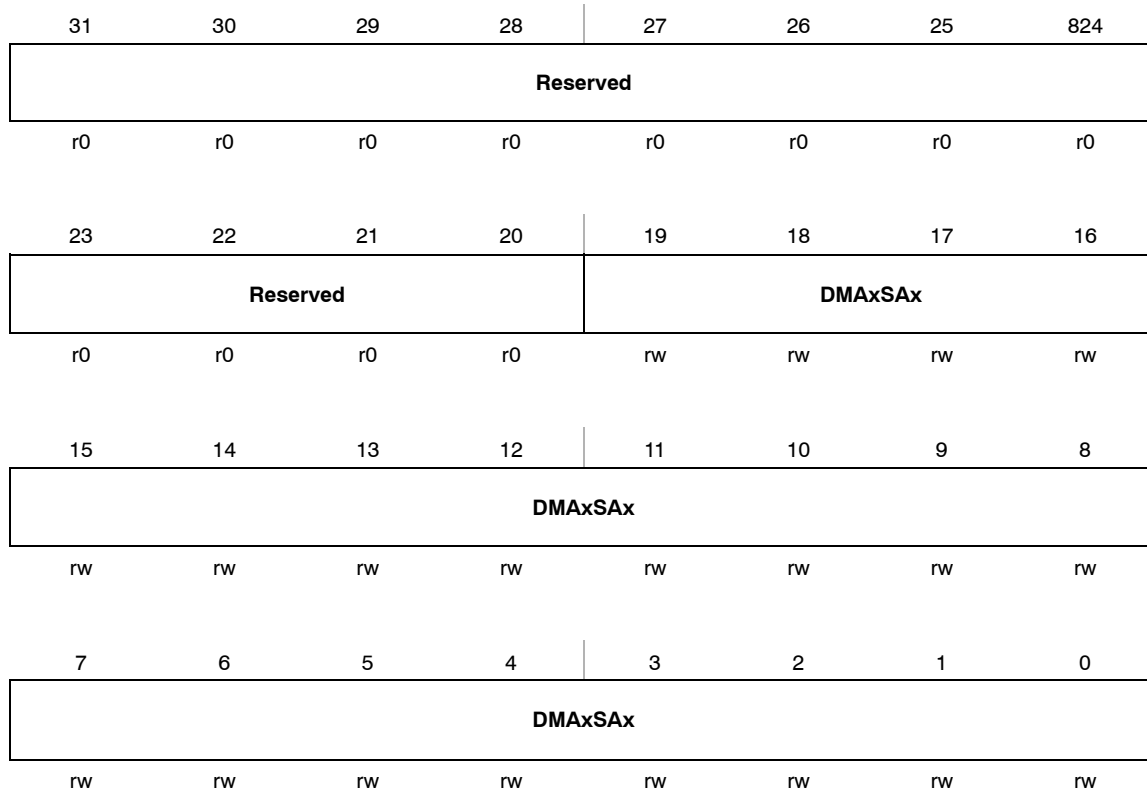 31 30 29 28 27 26 25 824
Reserved
r0 r0 r0 r0 r0 r0 r0 r0
23 22 21 20 19 18 17 16
Reserved DMAxSAx
r0 r0 r0 r0 rw rw rw rw
15 14 13 12 11 10 9 8
DMAxSAx
rw rw rw rw rw rw rw rw
7 6 5 4 3 2 1 0
DMAxSAx
rw rw rw rw rw rw rw rw